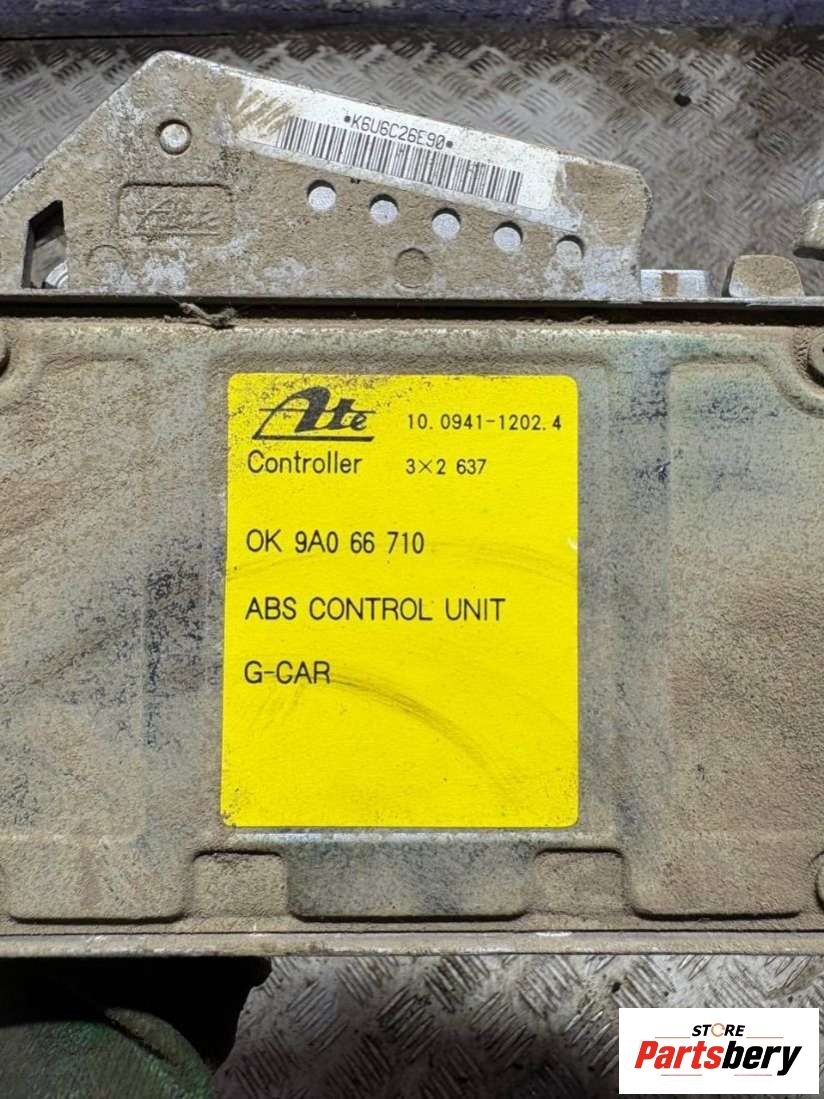 *K6U6C26E90*
Ate
Ate 10.0941-1202.4
Controller 3×2 637
OK 9A0 66 710
ABS CONTROL UNIT
G-CAR
STORE
Partsbery